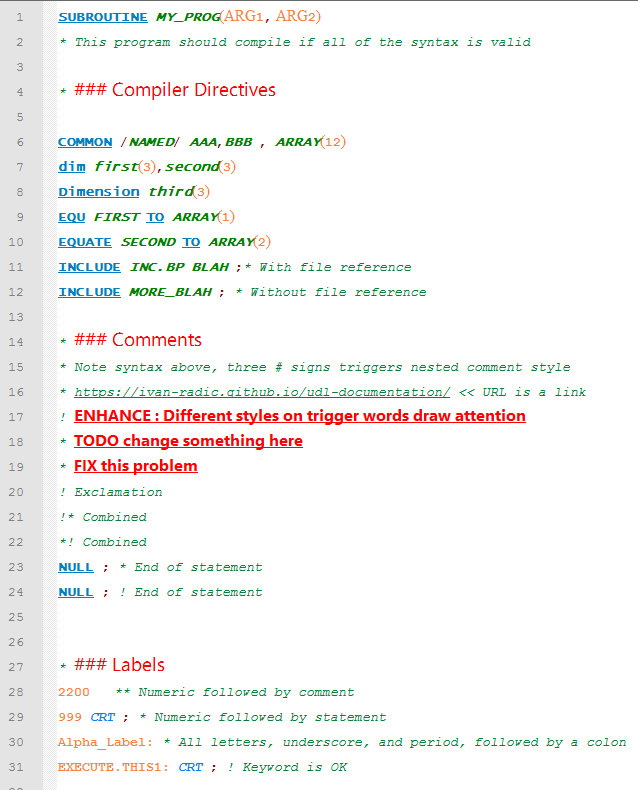 1 SUBROUTINE MY_PROG(ARG1, ARG2)
2 * This program should compile if all of the syntax is valid
3
4 * ### Compiler Directives
5
6 COMMON /NAMED/ AAA,BBB , ARRAY(12)
7 dim first(3),second(3)
8 Dimension third(3)
9 EQU FIRST TO ARRAY(1)
10 EQUATE SECOND TO ARRAY(2)
11 INCLUDE INC.BP BLAH ;* With file reference
12 INCLUDE MORE_BLAH ; * Without file reference
13
14 * ### Comments
15 * Note syntax above, three # signs triggers nested comment style
16 * https://ivan-radic.github.io/udl-documentation/ << URL is a link
17 ! ENHANCE : Different styles on trigger words draw attention
18 * TODO change something here
19 * FIX this problem
20 ! Exclamation
21 !* Combined
22 *! Combined
23 NULL ; * End of statement
24 NULL ; ! End of statement
25
26
27 * ### Labels
28 2200 ** Numeric followed by comment
29 999 CRT ; * Numeric followed by statement
30 Alpha_Label: * All letters, underscore, and period, followed by a colon
31 EXECUTE.THIS1: CRT ; ! Keyword is OK